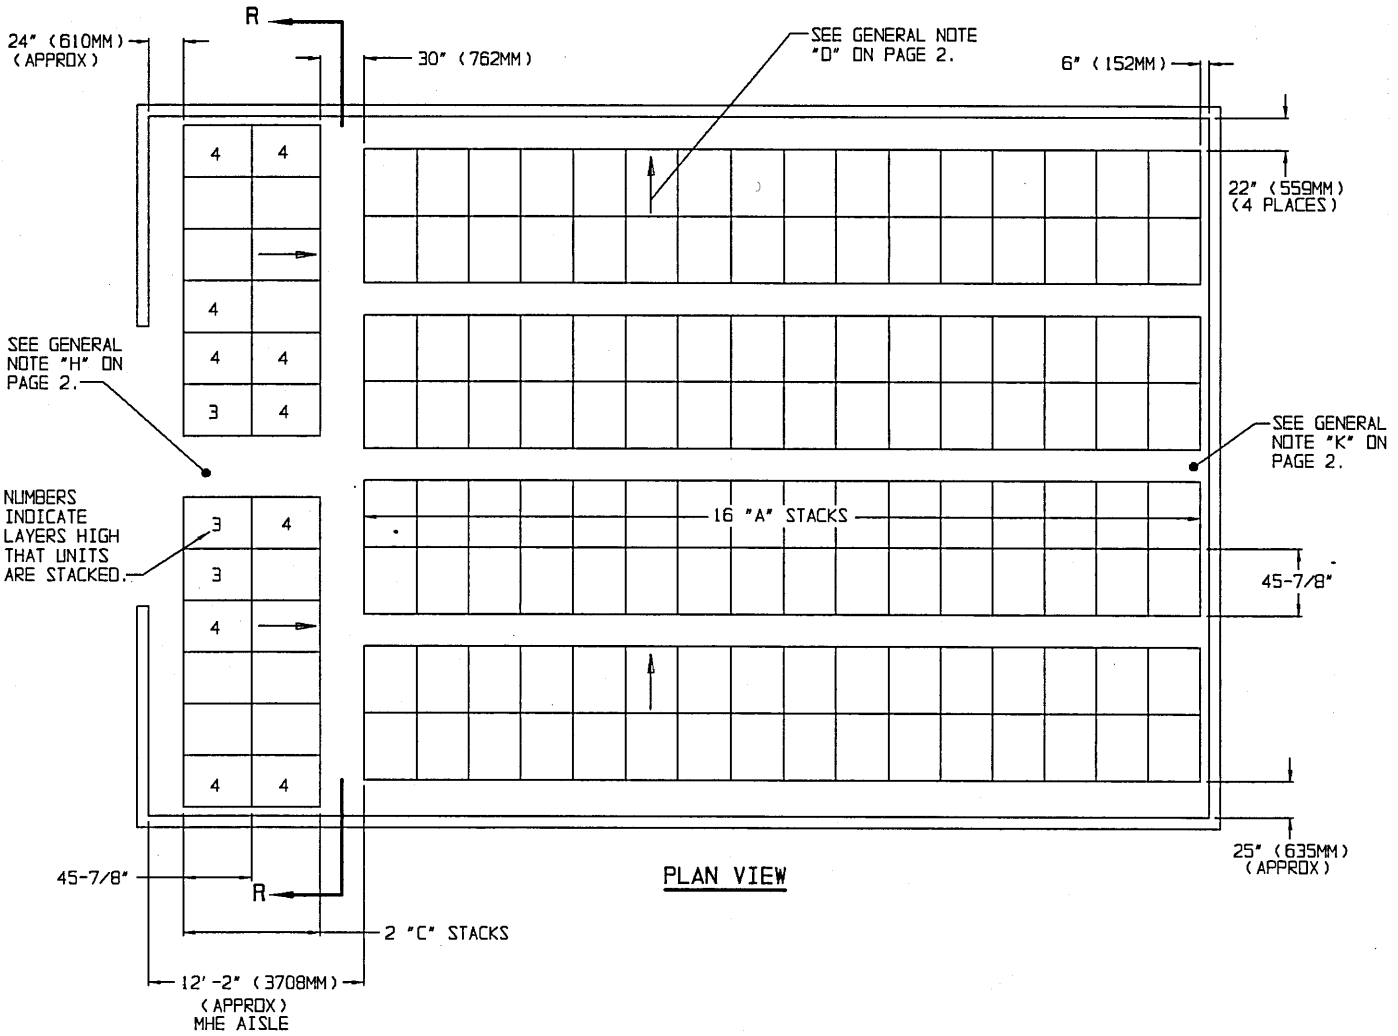 R
24" (610MM)
(APPROX)
30" (762MM)
SEE GENERAL NOTE
"D" ON PAGE 2.
6" (152MM)
4 4
22" (559MM)
(4 PLACES)
4
SEE GENERAL
NOTE "H" ON
PAGE 2.
4 4
3 4
SEE GENERAL
NOTE "K" ON
PAGE 2.
NUMBERS
INDICATE
LAYERS HIGH
THAT UNITS
ARE STACKED.
3 4
16 "A" STACKS
3
45-7/8"
4
4 4
25" (635MM)
(APPROX)
45-7/8"
R
PLAN VIEW
2 "C" STACKS
12'-2" (3708MM)
(APPROX)
MHE AISLE